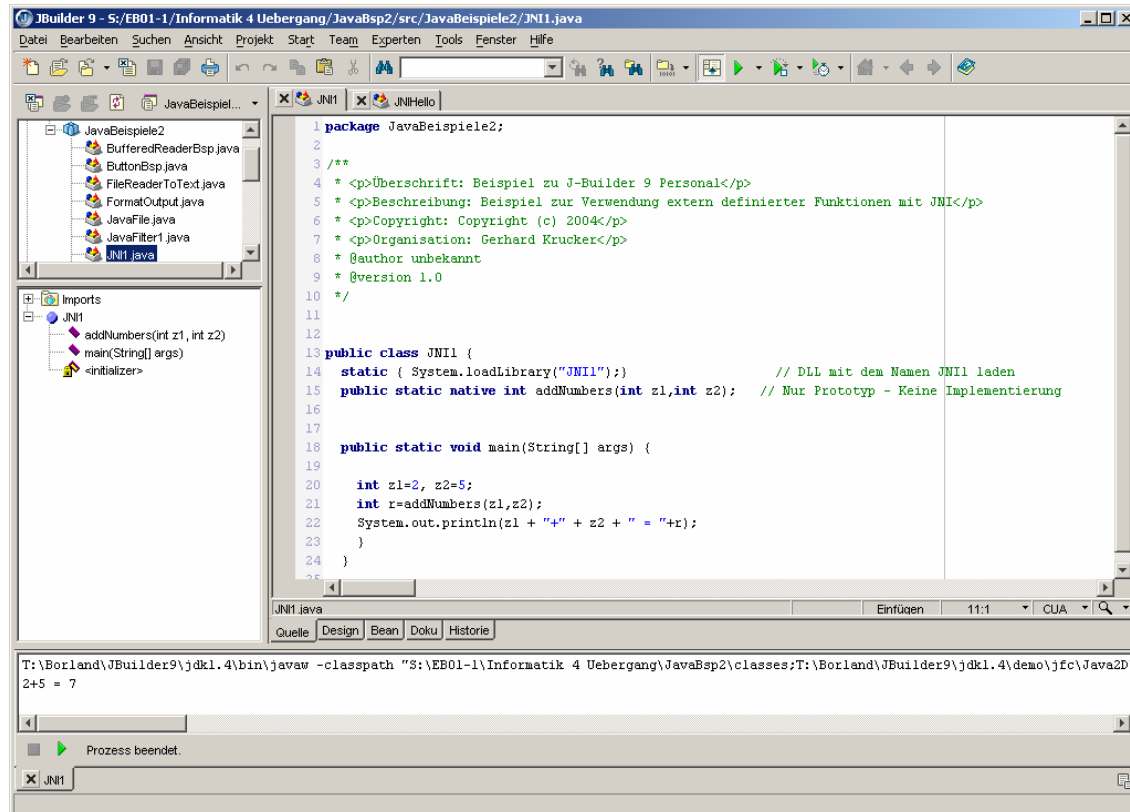 JBuilder 9 - S:/EB01-1/Informatik 4 Uebergang/JavaBsp2/src/JavaBeispiele2/JNI1.java
Datei Bearbeiten Suchen Ansicht Projekt Start Team Experten Tools Fenster Hilfe
JavaBeispiel...
JNI1 JNIHello
JavaBeispiele2
BufferedReaderBsp.java
ButtonBsp.java
FileReaderToText.java
FormatOutput.java
JavaFile.java
JavaFilter1.java
JNI1.java
Imports
JNI1
addNumbers(int z1, int z2)
main(String[] args)
<initializer>
1 package JavaBeispiele2;
2
3 /**
4 * <p>Überschrift: Beispiel zu J-Builder 9 Personal</p>
5 * <p>Beschreibung: Beispiel zur Verwendung extern definierter Funktionen mit JNI</p>
6 * <p>Copyright: Copyright (c) 2004</p>
7 * <p>Organisation: Gerhard Krucker</p>
8 * @author unbekannt
9 * @version 1.0
10 */
11
12
13 public class JNI1 {
14 static { System.loadLibrary("JNI1");} // DLL mit dem Namen JNI1 laden
15 public static native int addNumbers(int z1,int z2); // Nur Prototyp - Keine Implementierung
16
17
18 public static void main(String[] args) {
19
20 int z1=2, z2=5;
21 int r=addNumbers(z1,z2);
22 System.out.println(z1 + "+" + z2 + " = "+r);
23 }
24 }
25
JNI1.java Einfügen 11:1 CUA
Quelle Design Bean Doku Historie
T:\Borland\JBuilder9\jdk1.4\bin\javaw -classpath "S:\EB01-1\Informatik 4 Uebergang\JavaBsp2\classes;T:\Borland\JBuilder9\jdk1.4\demo\jfc\Java2D
2+5 = 7
Prozess beendet.
JNI1